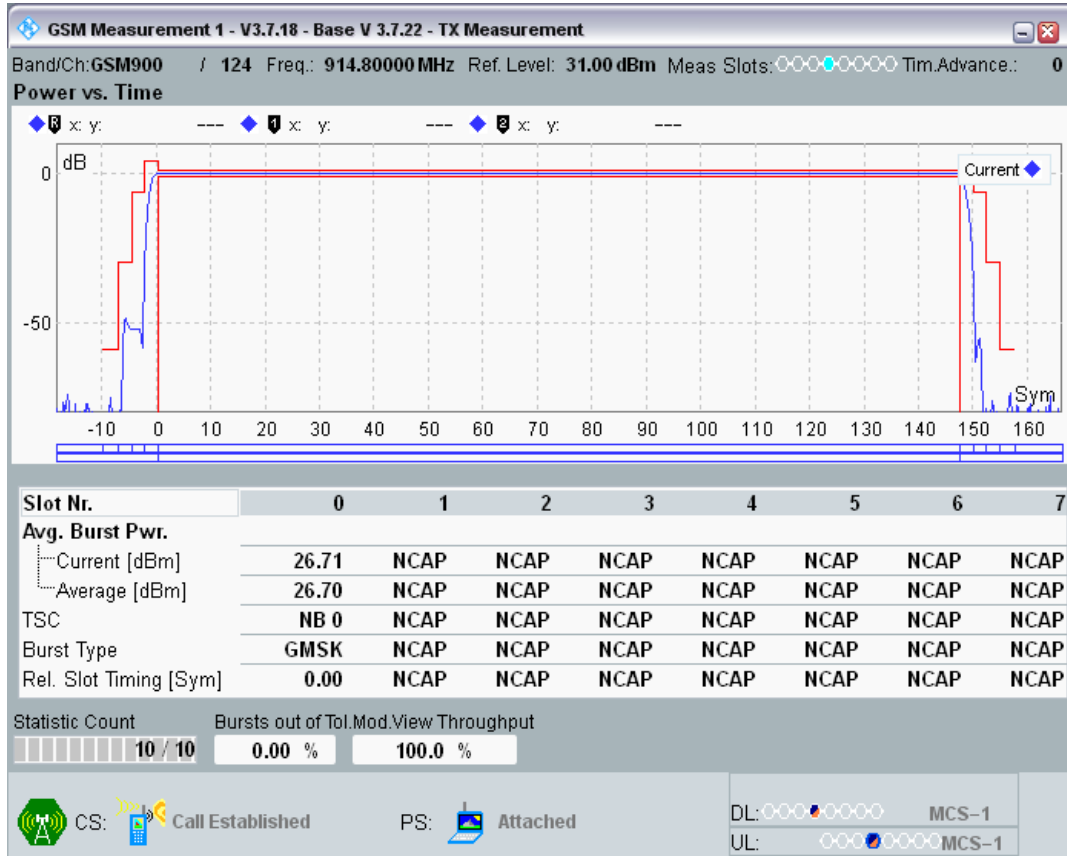 GSM Measurement 1 - V3.7.18 - Base V 3.7.22 - TX Measurement
Band/Ch:GSM900 / 124 Freq.: 914.80000 MHz Ref. Level: 31.00 dBm Meas Slots: Tim.Advance.: 0
Power vs. Time
R x: y: --- 1 x: y: --- 2 x: y: ---
dB
Current
0
-50
Sym
-10 0 10 20 30 40 50 60 70 80 90 100 110 120 130 140 150 160
Slot Nr. 0 1 2 3 4 5 6 7
Avg. Burst Pwr.
Current [dBm] 26.71 NCAP NCAP NCAP NCAP NCAP NCAP NCAP
Average [dBm] 26.70 NCAP NCAP NCAP NCAP NCAP NCAP NCAP
TSC NB 0 NCAP NCAP NCAP NCAP NCAP NCAP NCAP
Burst Type GMSK NCAP NCAP NCAP NCAP NCAP NCAP NCAP
Rel. Slot Timing [Sym] 0.00 NCAP NCAP NCAP NCAP NCAP NCAP NCAP
Statistic Count Bursts out of Tol. Mod.View Throughput
10 / 10 0.00 % 100.0 %
CS: Call Established PS: Attached
DL: MCS-1
UL: MCS-1